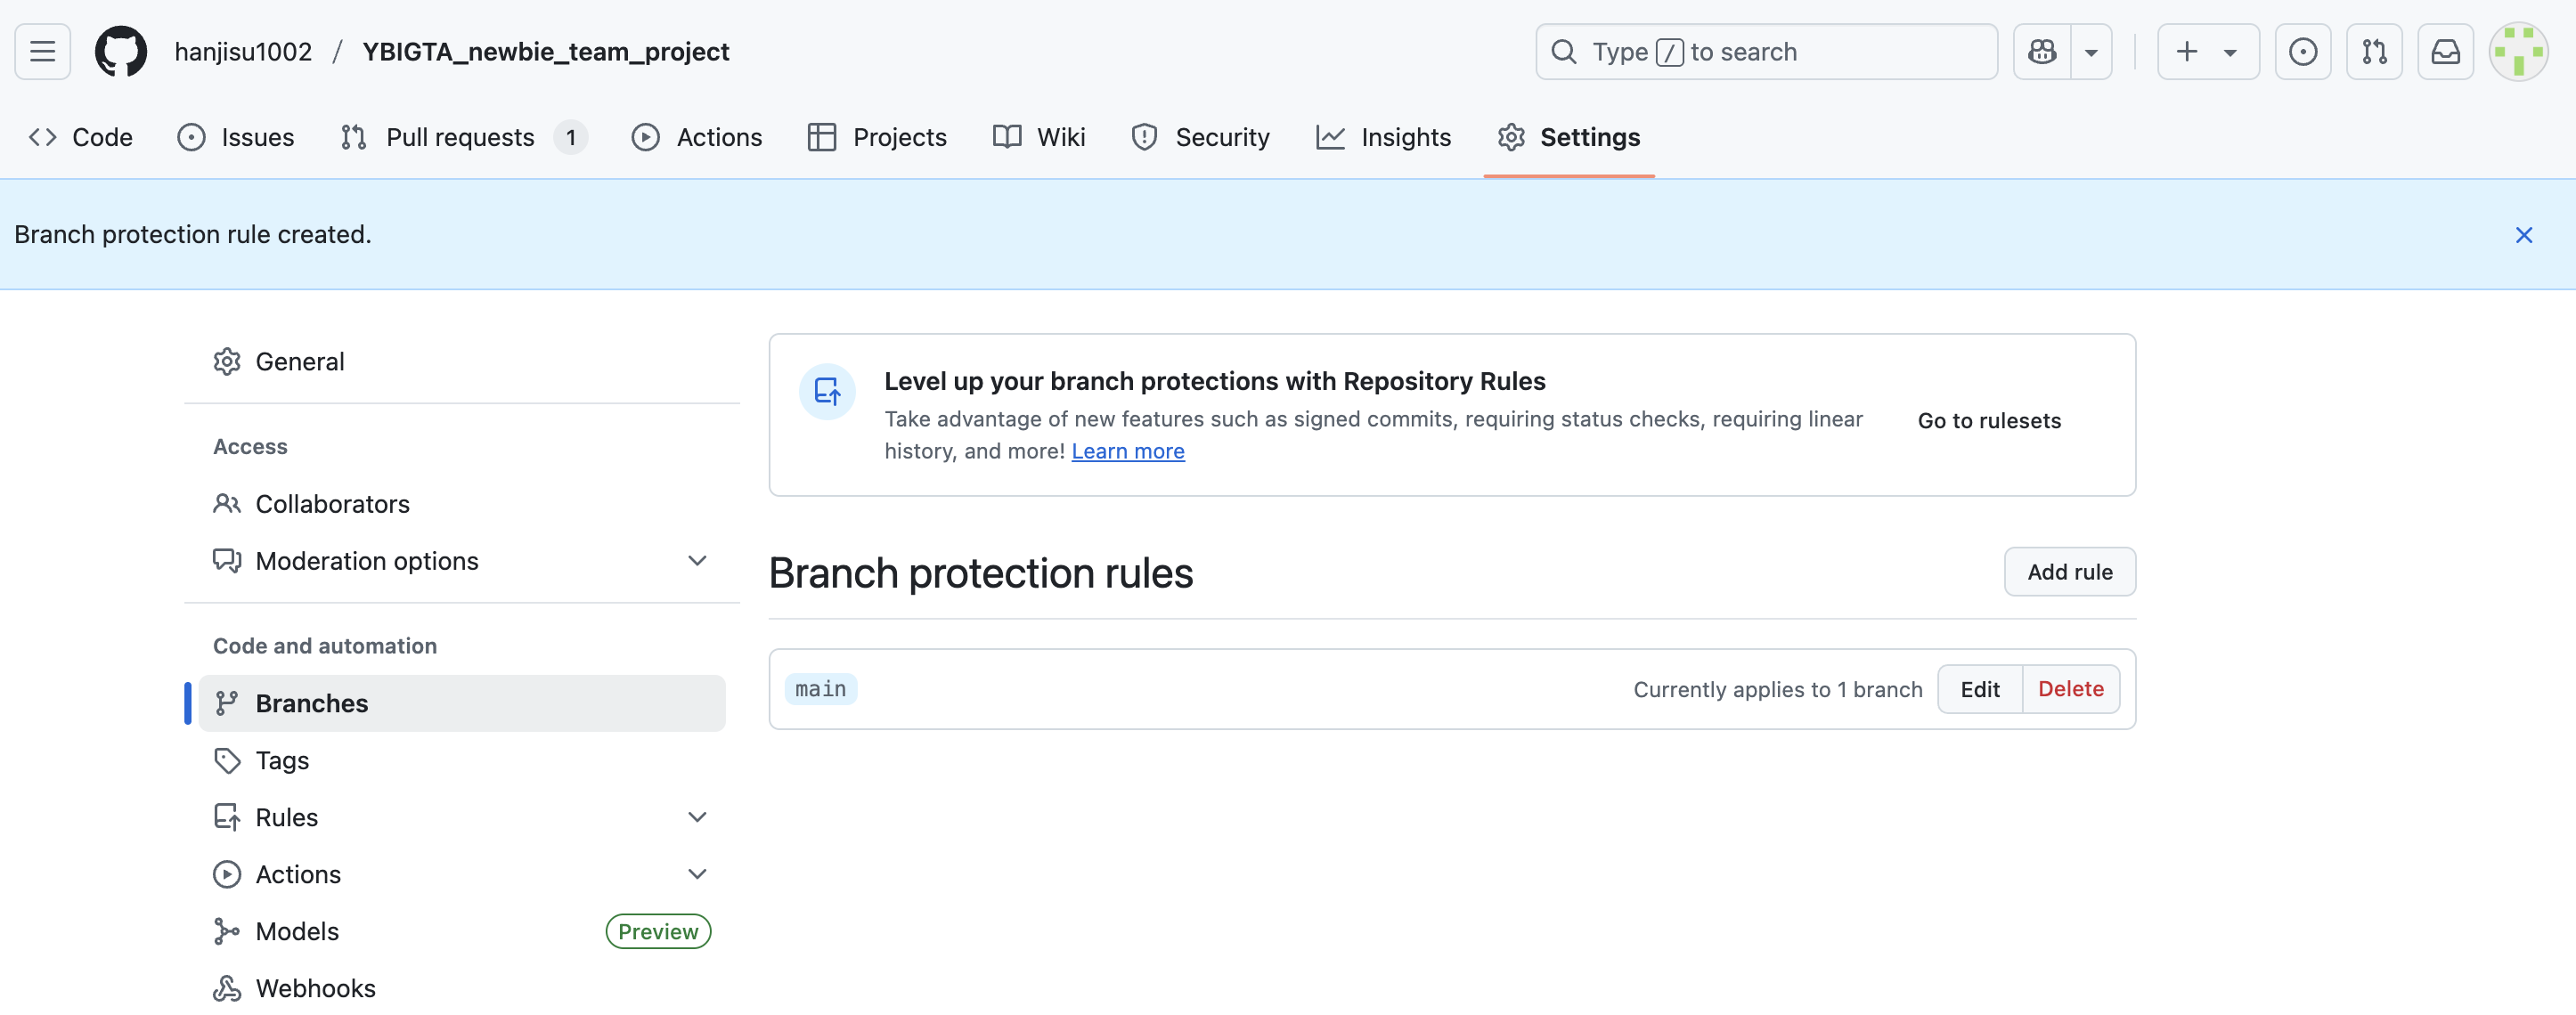 hanjisu1002 / YBIGTA_newbie_team_project
Type / to search
Code
Issues
Pull requests 1
Actions
Projects
Wiki
Security
Insights
Settings
Branch protection rule created.
General
Access
Collaborators
Moderation options
Code and automation
Branches
Tags
Rules
Actions
Models Preview
Webhooks
Level up your branch protections with Repository Rules
Take advantage of new features such as signed commits, requiring status checks, requiring linear
history, and more! Learn more
Go to rulesets
Branch protection rules
Add rule
main
Currently applies to 1 branch
Edit
Delete